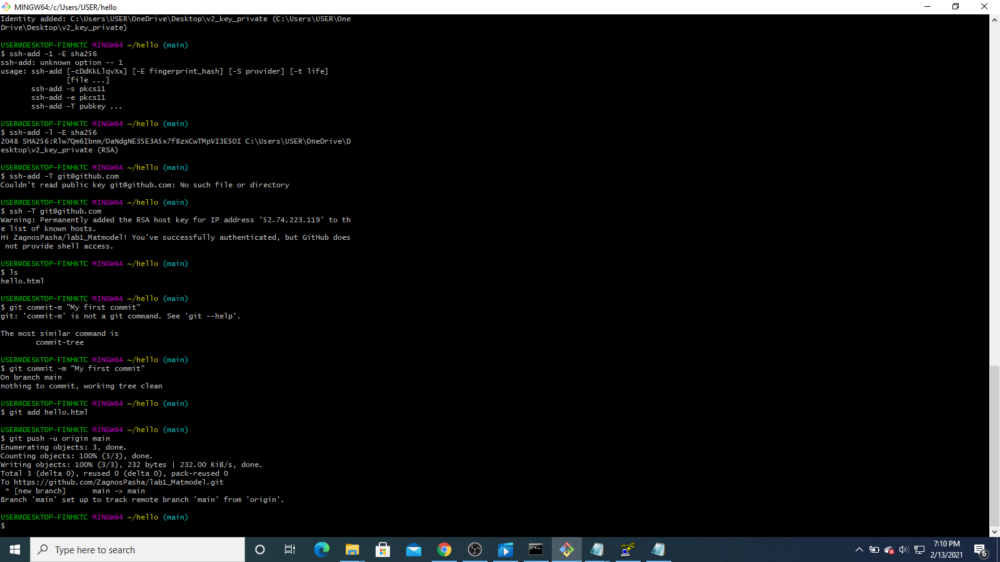 MINGW64:/c/Users/USER/hello
Identity added: C:\Users\USER\OneDrive\Desktop\v2_key_private (C:\Users\USER\One
Drive\Desktop\v2_key_private)
USER@DESKTOP-FINHKTC MINGW64 ~/hello (main)
$ ssh-add -1 -E sha256
ssh-add: unknown option -- 1
usage: ssh-add [-cDdKkLlqvXx] [-E fingerprint_hash] [-S provider] [-t life]
[file ...]
ssh-add -s pkcs11
ssh-add -e pkcs11
ssh-add -T pubkey ...
USER@DESKTOP-FINHKTC MINGW64 ~/hello (main)
$ ssh-add -l -E sha256
2048 SHA256:Rlw7Qm6Ibnm/OaNdgNE35E3A5x7f8zxCwTMpVI3E5OI C:\Users\USER\OneDrive\D
esktop\v2_key_private (RSA)
USER@DESKTOP-FINHKTC MINGW64 ~/hello (main)
$ ssh-add -T git@github.com
Couldn't read public key git@github.com: No such file or directory
USER@DESKTOP-FINHKTC MINGW64 ~/hello (main)
$ ssh -T git@github.com
Warning: Permanently added the RSA host key for IP address '52.74.223.119' to th
e list of known hosts.
Hi ZagnosPasha/lab1_Matmodel! You've successfully authenticated, but GitHub does
not provide shell access.
USER@DESKTOP-FINHKTC MINGW64 ~/hello (main)
$ ls
hello.html
USER@DESKTOP-FINHKTC MINGW64 ~/hello (main)
$ git commit-m "My first commit"
git: 'commit-m' is not a git command. See 'git --help'.
The most similar command is
commit-tree
USER@DESKTOP-FINHKTC MINGW64 ~/hello (main)
$ git commit -m "My first commit"
On branch main
nothing to commit, working tree clean
USER@DESKTOP-FINHKTC MINGW64 ~/hello (main)
$ git add hello.html
USER@DESKTOP-FINHKTC MINGW64 ~/hello (main)
$ git push -u origin main
Enumerating objects: 3, done.
Counting objects: 100% (3/3), done.
Writing objects: 100% (3/3), 232 bytes | 232.00 KiB/s, done.
Total 3 (delta 0), reused 0 (delta 0), pack-reused 0
To https://github.com/ZagnosPasha/lab1_Matmodel.git
* [new branch] main -> main
Branch 'main' set up to track remote branch 'main' from 'origin'.
USER@DESKTOP-FINHKTC MINGW64 ~/hello (main)
$
Type here to search
7:10 PM
2/13/2021
6